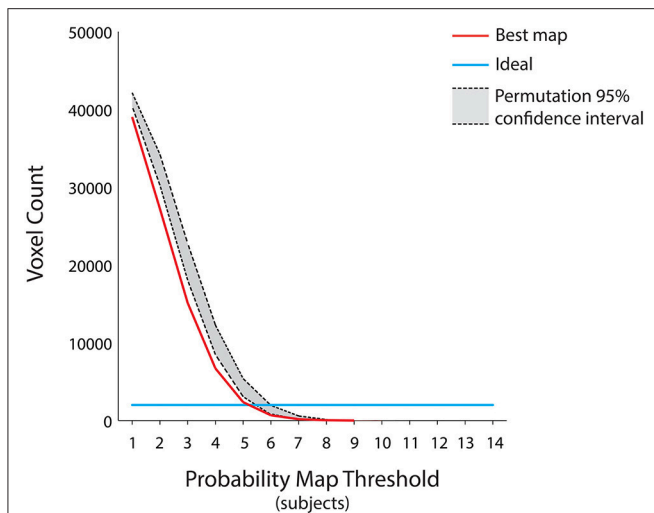 50000
40000
30000
20000
10000
0
Voxel Count
1 2 3 4 5 6 7 8 9 10 11 12 13 14
Probability Map Threshold
(subjects)
Best map
Ideal
Permutation 95%
confidence interval